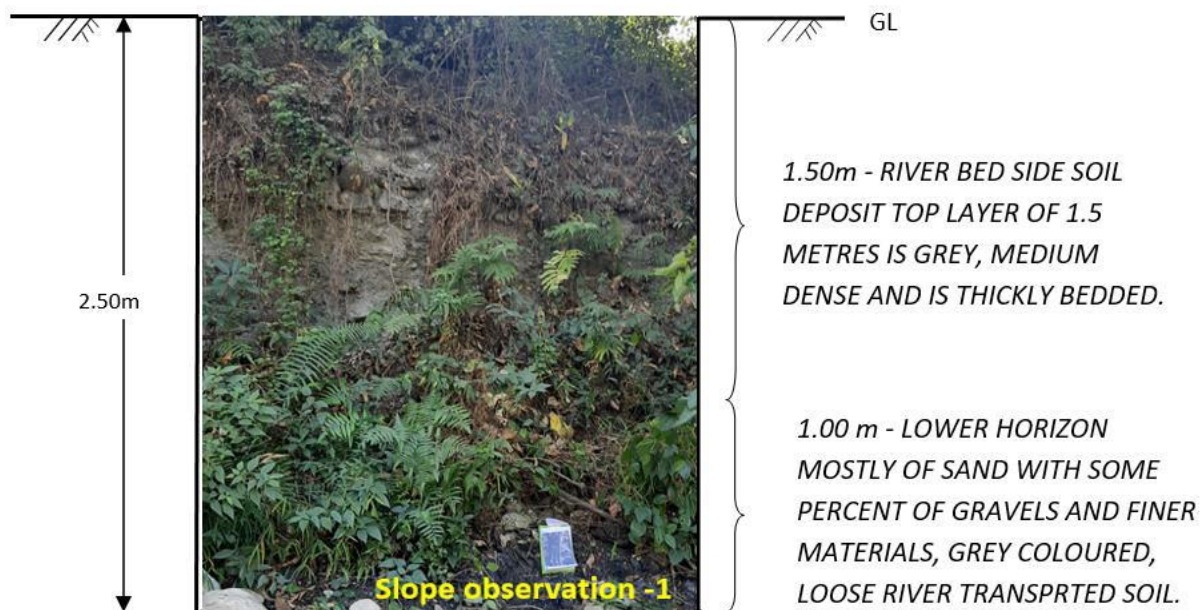 GL
1.50m - RIVER BED SIDE SOIL
DEPOSIT TOP LAYER OF 1.5
METRES IS GREY, MEDIUM
DENSE AND IS THICKLY BEDDED.
2.50m
1.00 m - LOWER HORIZON
MOSTLY OF SAND WITH SOME
PERCENT OF GRAVELS AND FINER
MATERIALS, GREY COLOURED,
LOOSE RIVER TRANSPRTED SOIL.
Slope observation -1